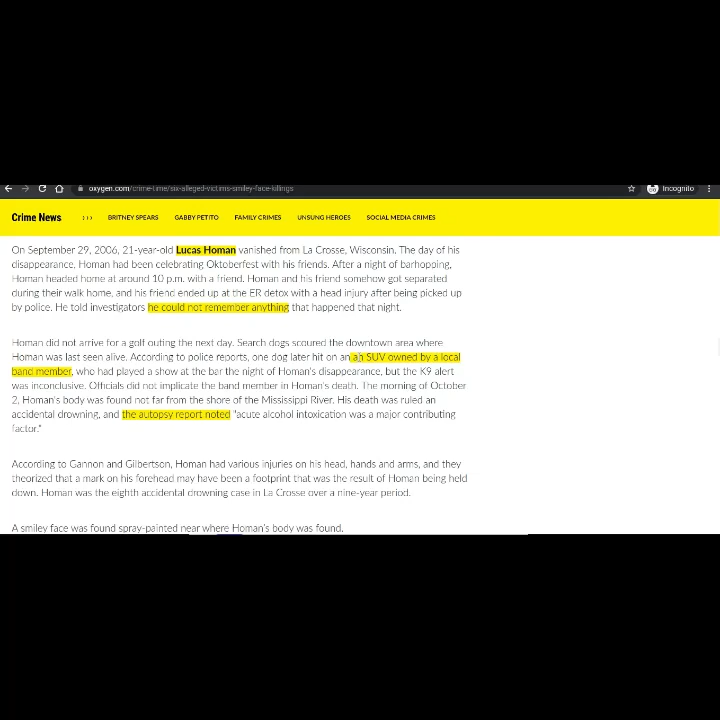 oxygen.com/crime-time/six-alleged-victims-smiley-face-killings
Incognito
Crime News
››› BRITNEY SPEARS GABBY PETITO FAMILY CRIMES UNSUNG HEROES SOCIAL MEDIA CRIMES
On September 29, 2006, 21-year-old Lucas Homan vanished from La Crosse, Wisconsin. The day of his
disappearance, Homan had been celebrating Oktoberfest with his friends. After a night of barhopping,
Homan headed home at around 10 p.m. with a friend. Homan and his friend somehow got separated
during their walk home, and his friend ended up at the ER detox with a head injury after being picked up
by police. He told investigators he could not remember anything that happened that night.
Homan did not arrive for a golf outing the next day. Search dogs scoured the downtown area where
Homan was last seen alive. According to police reports, one dog later hit on an an SUV owned by a local
band member, who had played a show at the bar the night of Homan's disappearance, but the K9 alert
was inconclusive. Officials did not implicate the band member in Homan's death. The morning of October
2, Homan's body was found not far from the shore of the Mississippi River. His death was ruled an
accidental drowning, and the autopsy report noted "acute alcohol intoxication was a major contributing
factor."
According to Gannon and Gilbertson, Homan had various injuries on his head, hands and arms, and they
theorized that a mark on his forehead may have been a footprint that was the result of Homan being held
down. Homan was the eighth accidental drowning case in La Crosse over a nine-year period.
A smiley face was found spray-painted near where Homan's body was found.